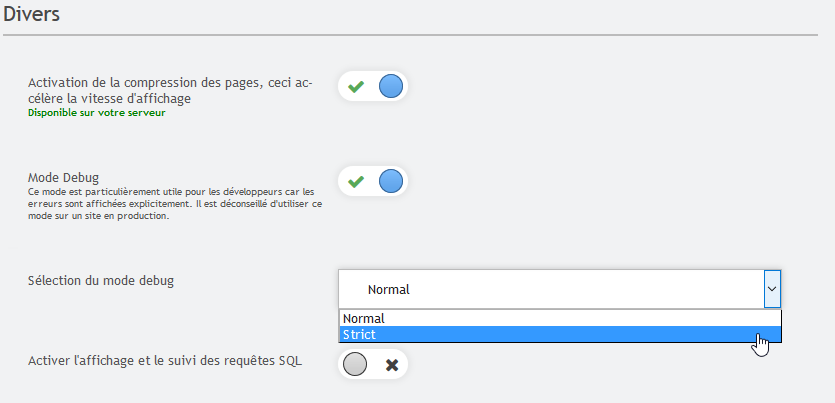 Divers
Activation de la compression des pages, ceci ac-
célère la vitesse d'affichage
Disponible sur votre serveur
Mode Debug
Ce mode est particulièrement utile pour les développeurs car les
erreurs sont affichées explicitement. Il est déconseillé d'utiliser ce
mode sur un site en production.
Sélection du mode debug
Normal
Normal
Strict
Activer l'affichage et le suivi des requêtes SQL